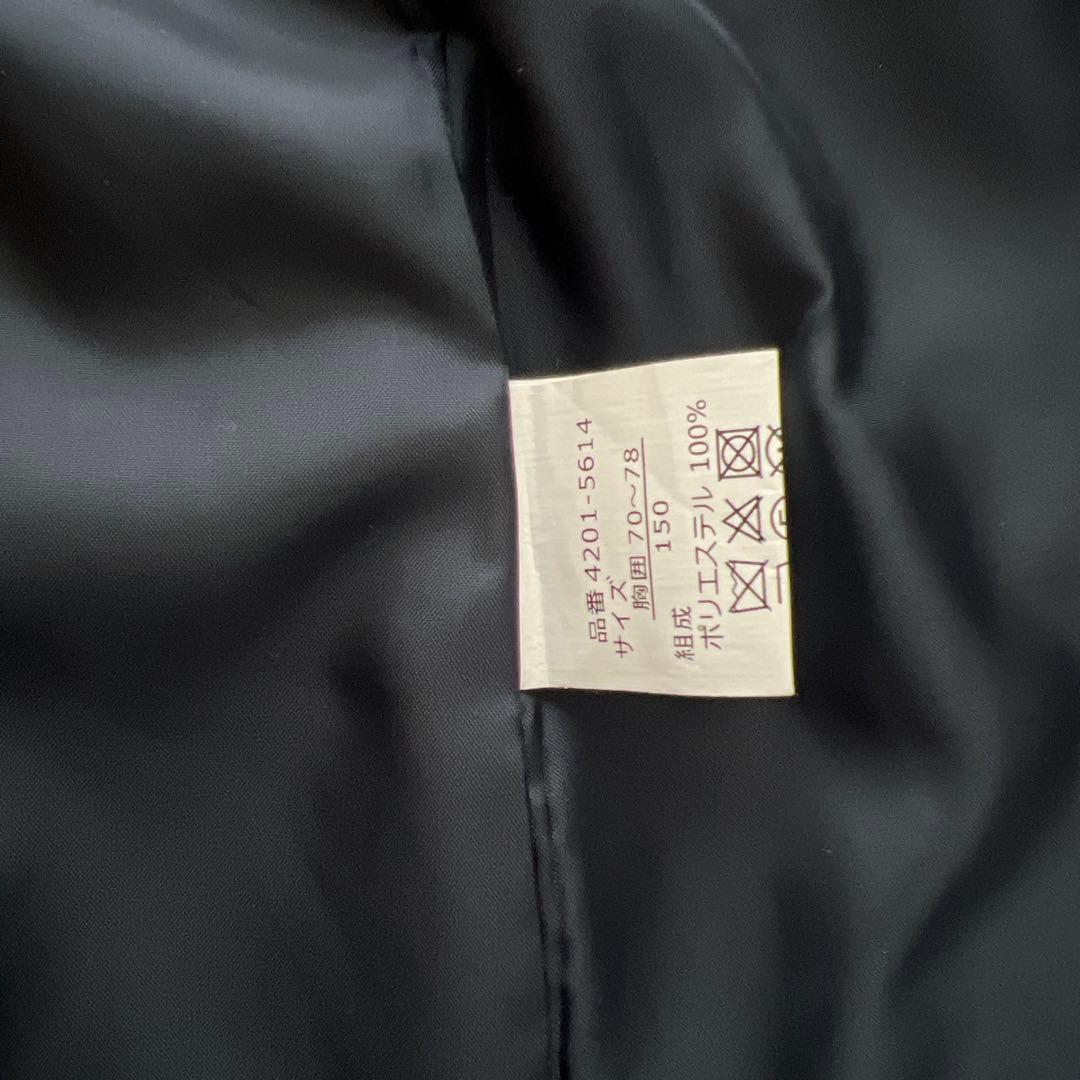 品番 4201-5614
サイズ
胸囲 70～78
150
組成
ポリエステル 100%